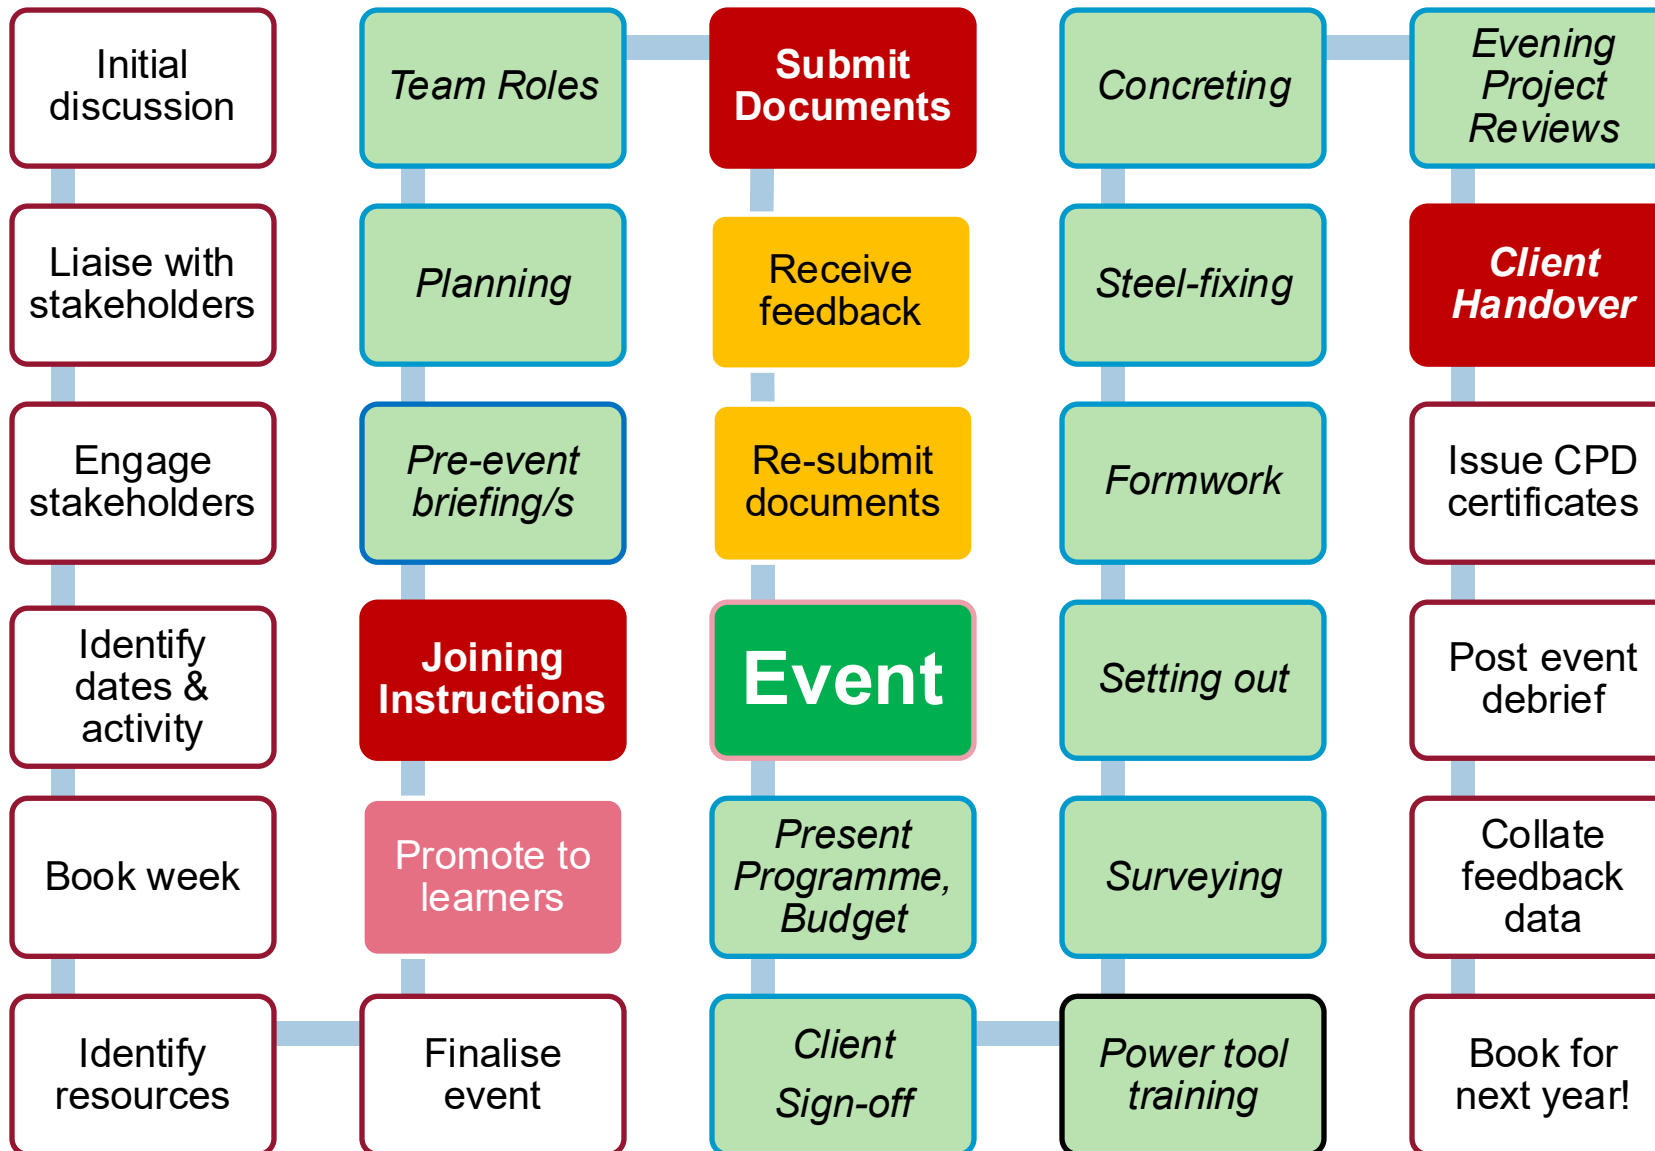 Initial
discussion
Liaise with
stakeholders
Engage
stakeholders
Identify
dates &
activity
Book week
Identify
resources
Finalise
event
Promote to
learners
Joining
Instructions
Pre-event
briefing/s
Planning
Team Roles
Submit
Documents
Receive
feedback
Re-submit
documents
Event
Present
Programme,
Budget
Client
Sign-off
Power tool
training
Surveying
Setting out
Formwork
Steel-fixing
Concreting
Evening
Project
Reviews
Client
Handover
Issue CPD
certificates
Post event
debrief
Collate
feedback
data
Book for
next year!